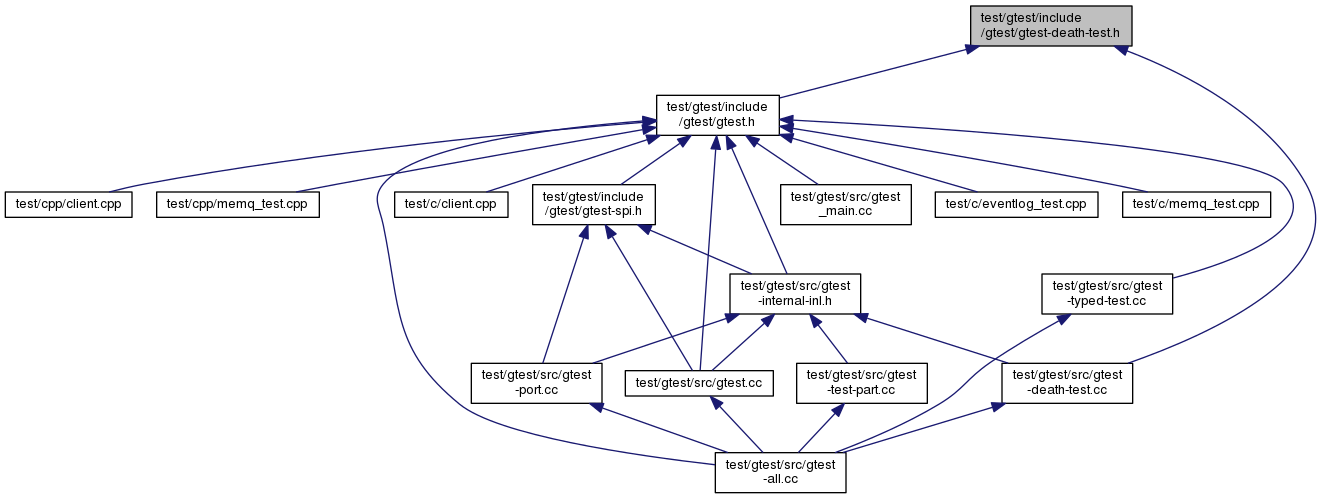 test/gtest/include
/gtest/gtest-death-test.h
test/gtest/include
/gtest/gtest.h
test/cpp/client.cpp
test/cpp/memq_test.cpp
test/c/client.cpp
test/gtest/include
/gtest/gtest-spi.h
test/gtest/src/gtest
_main.cc
test/c/eventlog_test.cpp
test/c/memq_test.cpp
test/gtest/src/gtest
-internal-inl.h
test/gtest/src/gtest
-typed-test.cc
test/gtest/src/gtest
-port.cc
test/gtest/src/gtest.cc
test/gtest/src/gtest
-test-part.cc
test/gtest/src/gtest
-death-test.cc
test/gtest/src/gtest
-all.cc